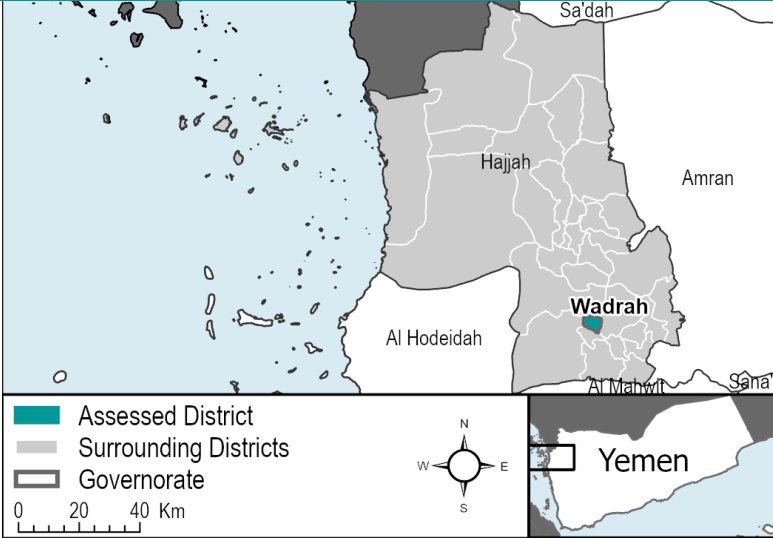 Sa'dah
Hajjah
Amran
Wadrah
Al Hodeidah
Al Mahwit
Sana'
Assessed District
Surrounding Districts
Governorate
0 20 40 Km
N
W E
S
Yemen